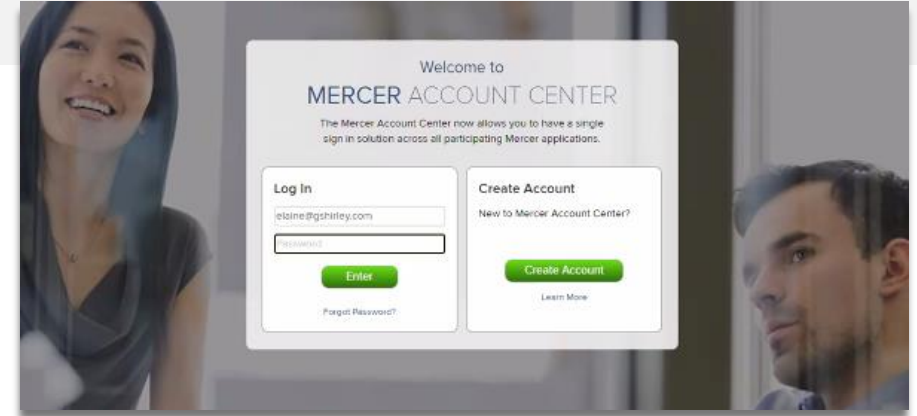 Welcome to
MERCER ACCOUNT CENTER
The Mercer Account Center now allows you to have a single
sign in solution across all participating Mercer applications.
Log In
elaine@gshirley.com
Password
Enter
Forgot Password?
Create Account
New to Mercer Account Center?
Create Account
Learn More